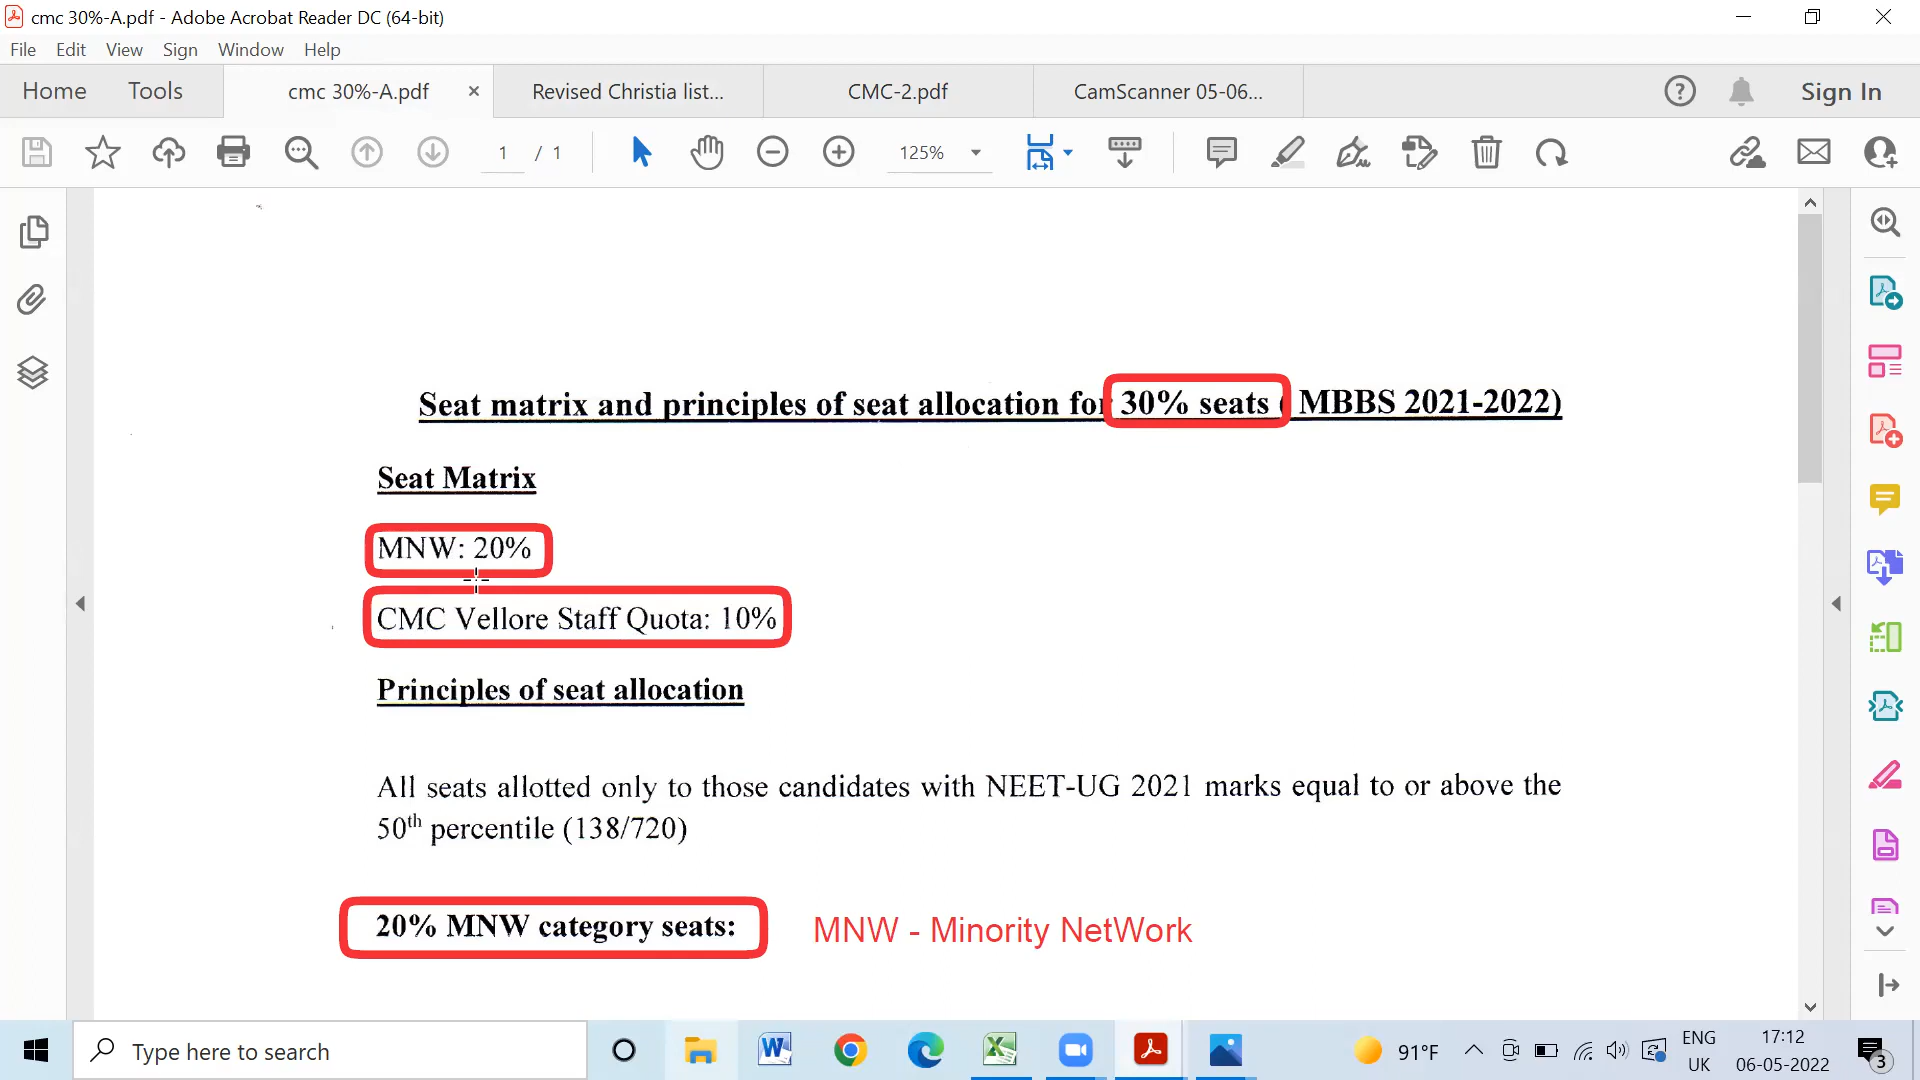 cmc 30%-A.pdf - Adobe Acrobat Reader DC (64-bit)
File Edit View Sign Window Help
Home Tools cmc 30%-A.pdf × Revised Christia list... CMC-2.pdf CamScanner 05-06... Sign In
1 / 1 125%
Seat matrix and principles of seat allocation for 30% seats ( MBBS 2021-2022)
Seat Matrix
MNW: 20%
CMC Vellore Staff Quota: 10%
Principles of seat allocation
All seats allotted only to those candidates with NEET-UG 2021 marks equal to or above the
50th percentile (138/720)
20% MNW category seats: MNW - Minority NetWork
Type here to search
91°F
ENG
UK
17:12
06-05-2022
3